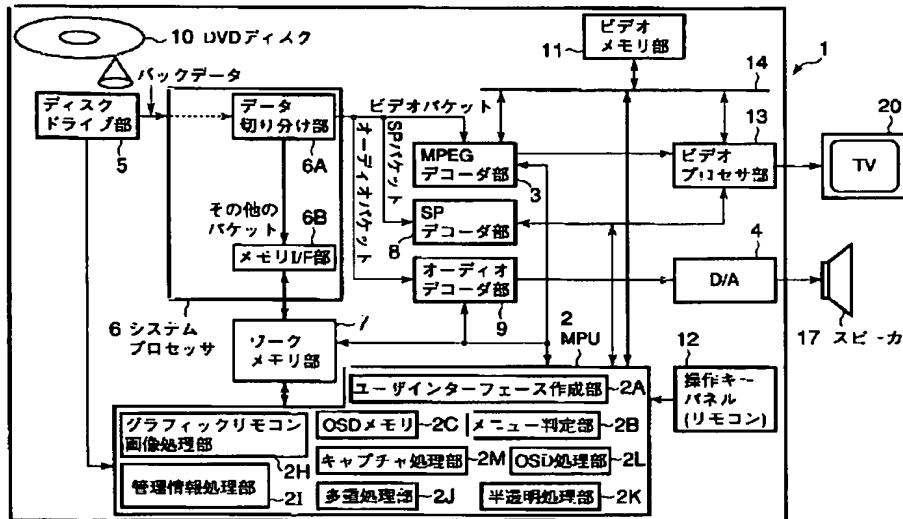 10 DVDディスク
パックデータ
ディスク
ドライブ部
5
データ
切り分け部
6A
その他の
パケット
6B
メモリI/F部
6 システム
プロセッサ
ビデオパケット
SPパケット
オーディオパケット
MPEG
デコーダ部
3
SP
デコーダ部
8
オーディオ
デコーダ部
9
ビデオ
メモリ部
11
14
1
13
ビデオ
プロセサ部
20
TV
4
D/A
17 スピーカ
ワーク
メモリ部
2
MPU
12
操作キー
パネル
(リモコン)
ユーザインターフェース作成部
2A
グラフィックリモコン
画像処理部
2H
OSDメモリ
2C
メニュー判定部
2B
キャプチャ処理部
2M
OSD処理部
2L
管理情報処理部
2I
多重処理部
2J
半透明処理部
2K